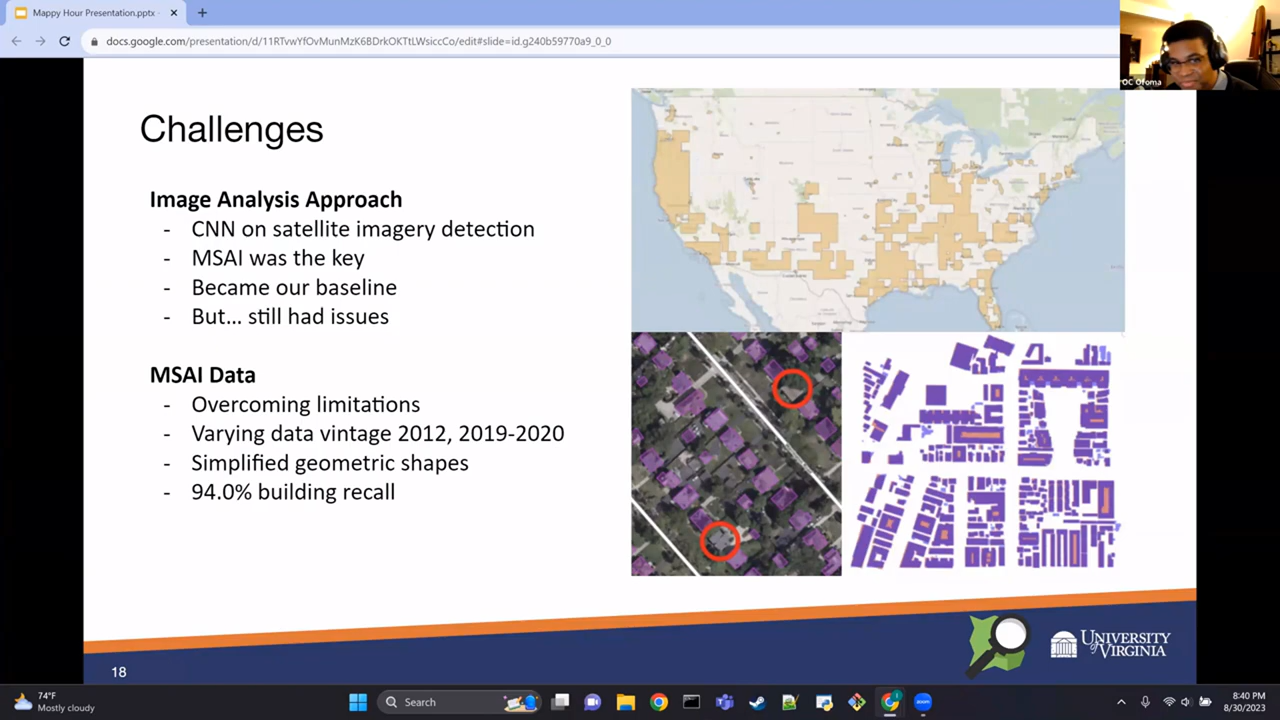 Mappy Hour Presentation.pptx
docs.google.com/presentation/d/11RTvwYfOvMunMzK6BDrkOKTtLWsiccCo/edit#slide=id.g240b59770a9_0_0
OC Ofoma
Challenges
Image Analysis Approach
- CNN on satellite imagery detection
- MSAI was the key
- Became our baseline
- But... still had issues
MSAI Data
- Overcoming limitations
- Varying data vintage 2012, 2019-2020
- Simplified geometric shapes
- 94.0% building recall
18
UNIVERSITY
of VIRGINIA
74°F
Mostly cloudy
Search
zoom
8:40 PM
8/30/2023